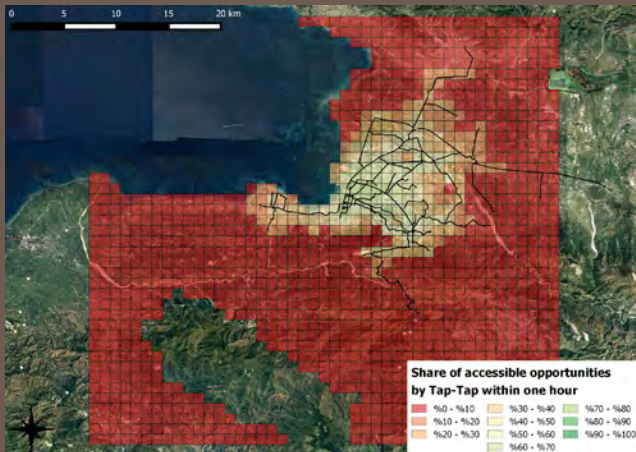 0 5 10 15 20 km
Share of accessible opportunities
by Tap-Tap within one hour
%0 - %10 %30 - %40 %70 - %80
%10 - %20 %40 - %50 %80 - %90
%20 - %30 %50 - %60 %90 - %100
%60 - %70